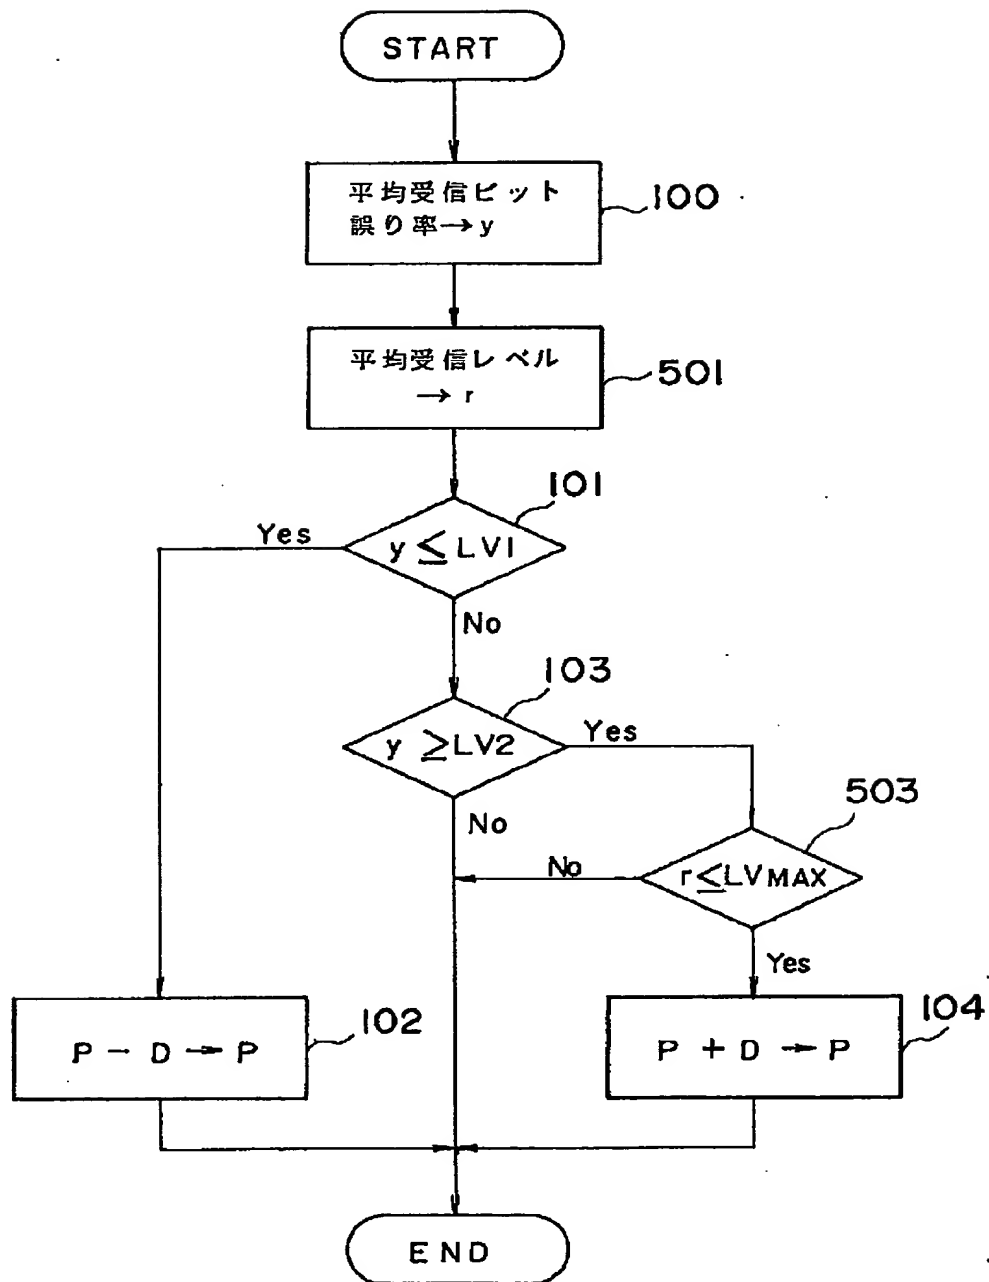 START
平均受信ビット
誤り率→y
100
平均受信レベル
→ r
501
101
Yes
y ≤ LV1
No
103
y ≥ LV2
Yes
503
No
No
r ≤ LVMAX
Yes
P − D → P
102
P + D → P
104
END